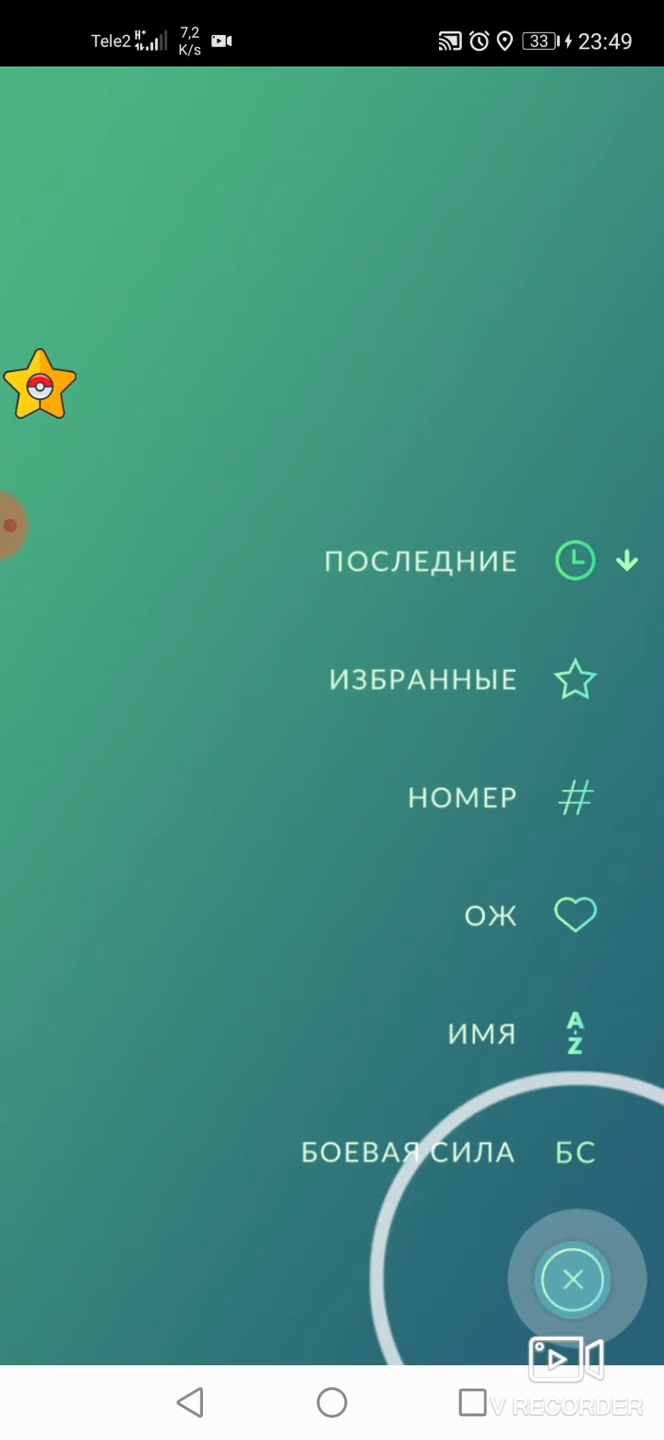 Tele2 H+ 7,2 K/s 33 23:49
ПОСЛЕДНИЕ
ИЗБРАННЫЕ
НОМЕР #
ОЖ
ИМЯ A-Z
БОЕВАЯ СИЛА БС
V RECORDER